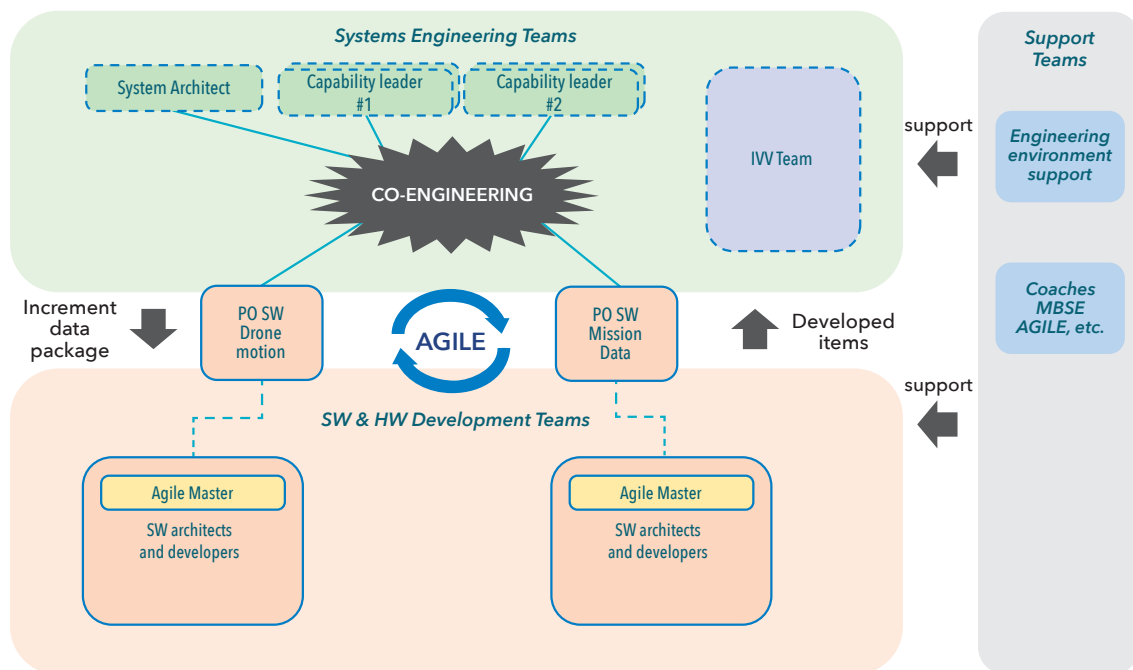 Systems Engineering Teams
System Architect
Capability leader
#1
Capability leader
#2
CO-ENGINEERING
IVV Team
support
Support
Teams
Engineering
environment
support
Coaches
MBSE
AGILE, etc.
Increment
data
package
PO SW
Drone
motion
AGILE
PO SW
Mission
Data
Developed
items
support
SW & HW Development Teams
Agile Master
SW architects
and developers
Agile Master
SW architects
and developers